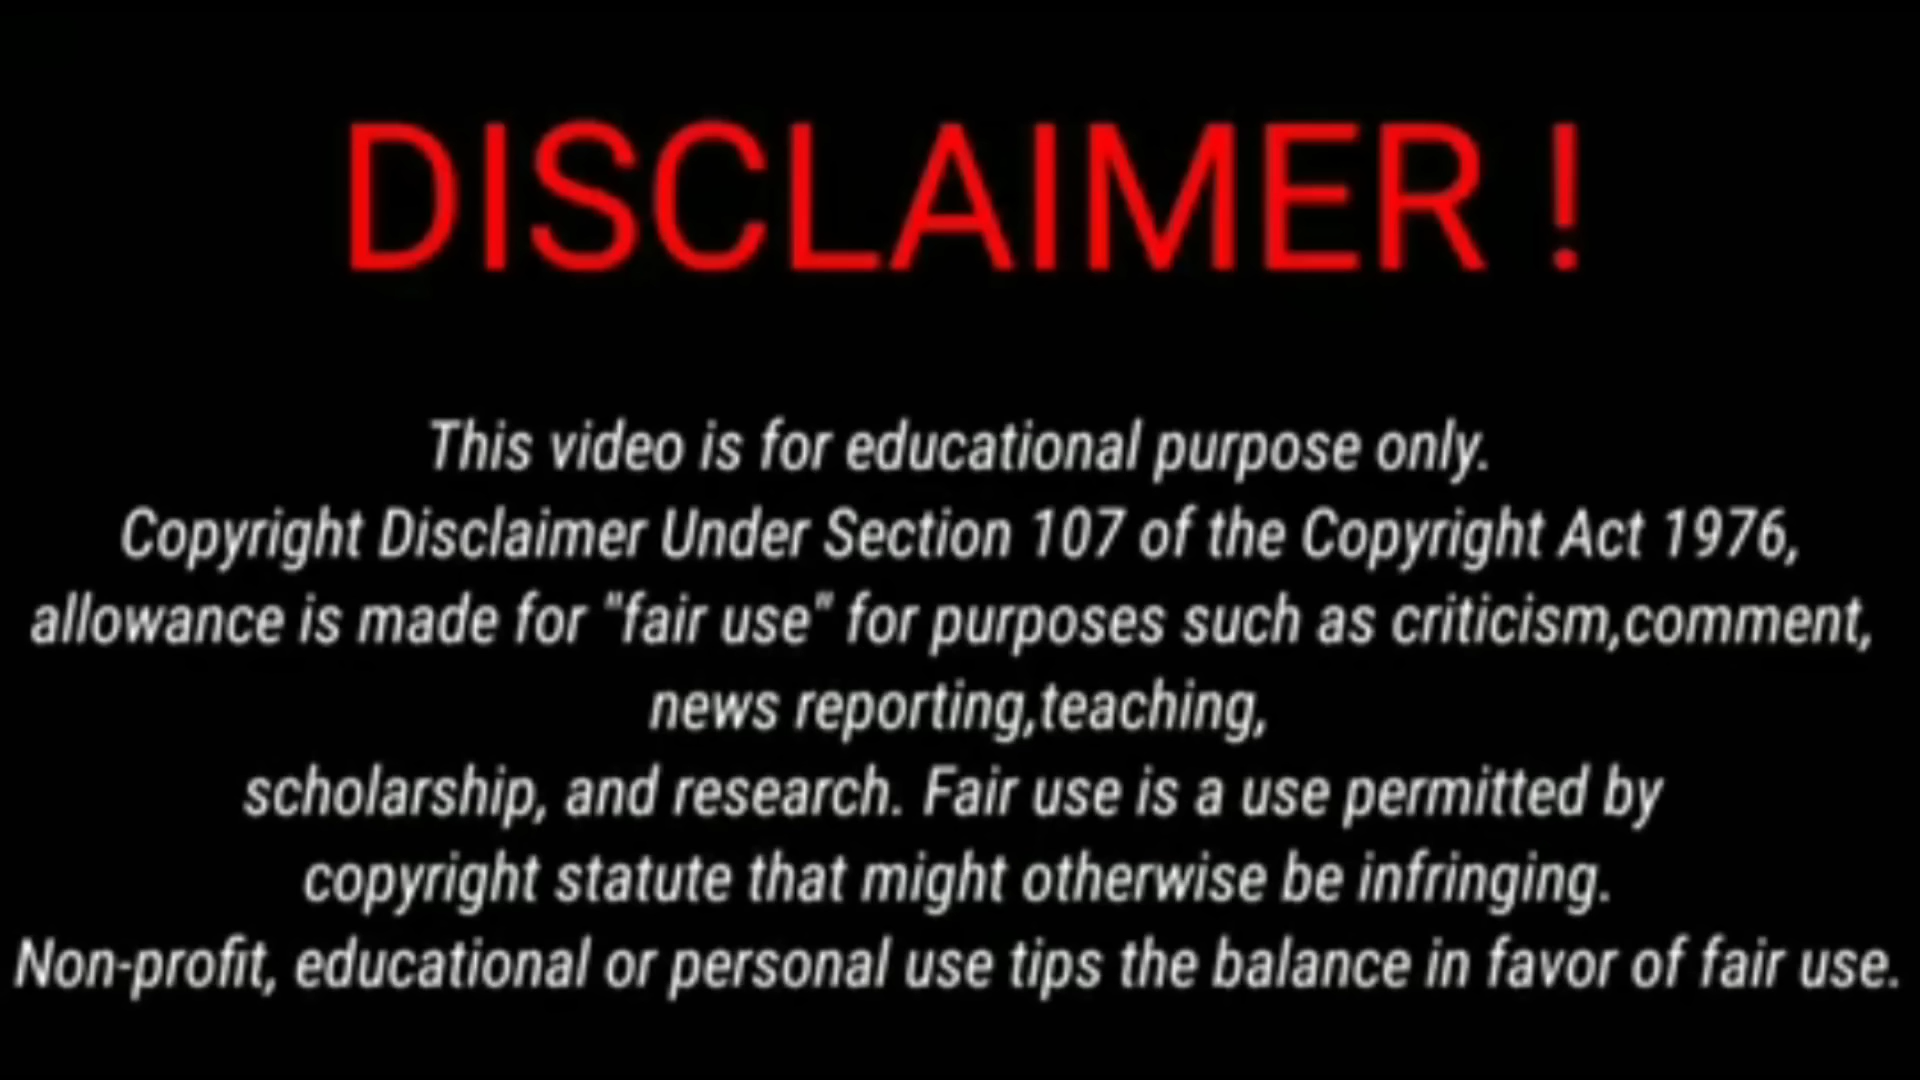 DISCLAIMER !
This video is for educational purpose only.
Copyright Disclaimer Under Section 107 of the Copyright Act 1976,
allowance is made for "fair use" for purposes such as criticism,comment,
news reporting,teaching,
scholarship, and research. Fair use is a use permitted by
copyright statute that might otherwise be infringing.
Non-profit, educational or personal use tips the balance in favor of fair use.